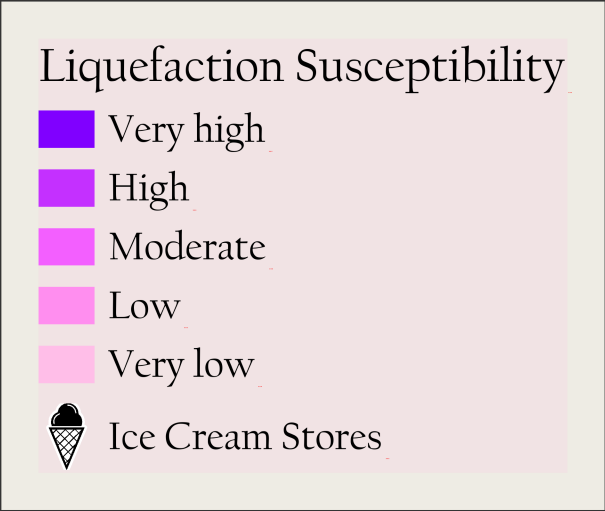 Liquefaction Susceptibility
Very high
High
Moderate
Low
Very low
Ice Cream Stores